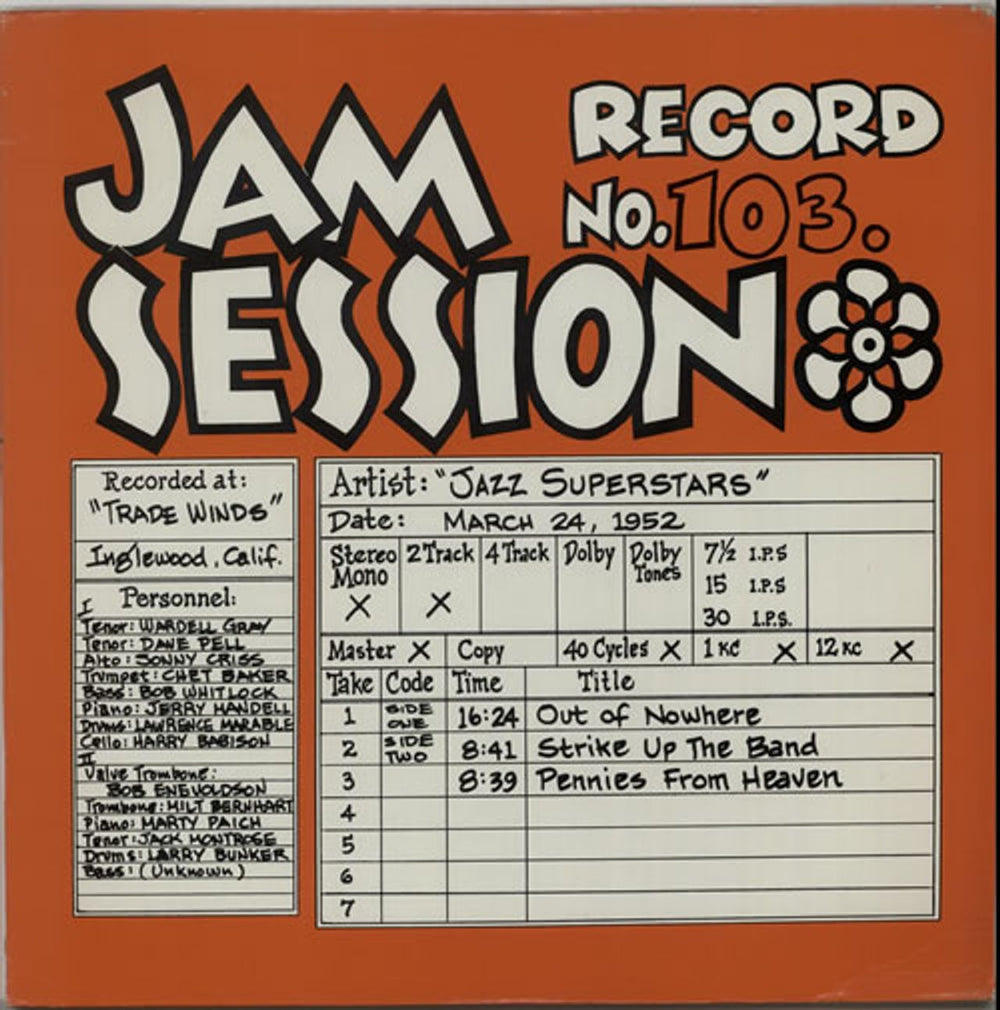 JAM SESSION
RECORD
No. 103.
Recorded at:
"TRADE WINDS"
Inglewood, Calif.
I Personnel:
Tenor: WARDELL GRAY
Tenor: DAVE PELL
Alto: SONNY CRISS
Trumpet: CHET BAKER
Bass: BOB WHITLOCK
Piano: JERRY MANDELL
Drums: LAWRENCE MARABLE
Cello: HARRY BABISON
II
Valve Trombone:
BOB ENEVOLDSON
Trombone: MILT BERNHART
Piano: MARTY PAICH
Tenor: JACK MONTROSE
Drums: LARRY BUNKER
Bass: (Unknown)
Artist: "JAZZ SUPERSTARS"
Date: MARCH 24, 1952
Stereo 2 Track 4 Track Dolby Dolby Tones 7½ I.P.S
Mono 15 I.P.S
X X 30 I.P.S.
Master X Copy 40 Cycles X 1 KC X 12 KC X
Take Code Time Title
1 SIDE ONE 16:24 Out of Nowhere
2 SIDE TWO 8:41 Strike Up The Band
3 8:39 Pennies From Heaven
4
5
6
7